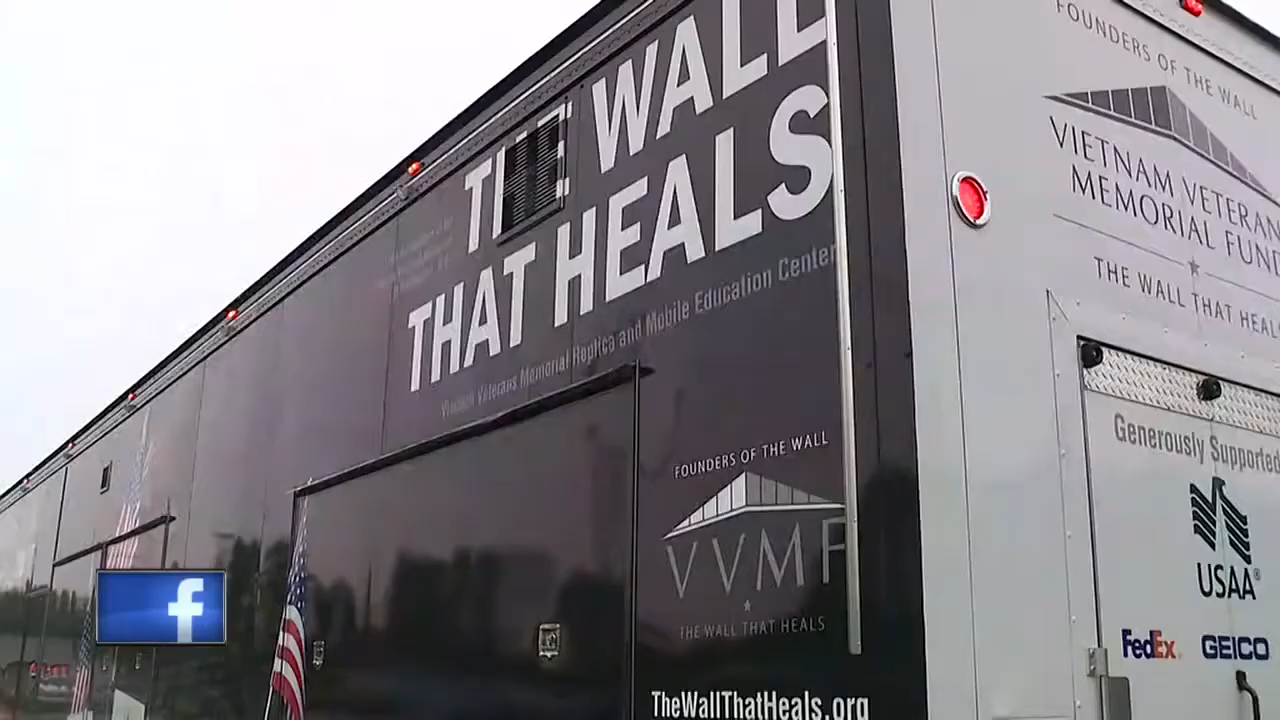 THE WALL
THAT HEALS
Vietnam Veterans Memorial Replica and Mobile Education Center
FOUNDERS OF THE WALL
VVMF
THE WALL THAT HEALS
TheWallThatHeals.org
FOUNDERS OF THE WALL
VIETNAM VETERAN
MEMORIAL FUND
THE WALL THAT HEAL
Generously Supported
USAA®
FedEx®
GEICO
f